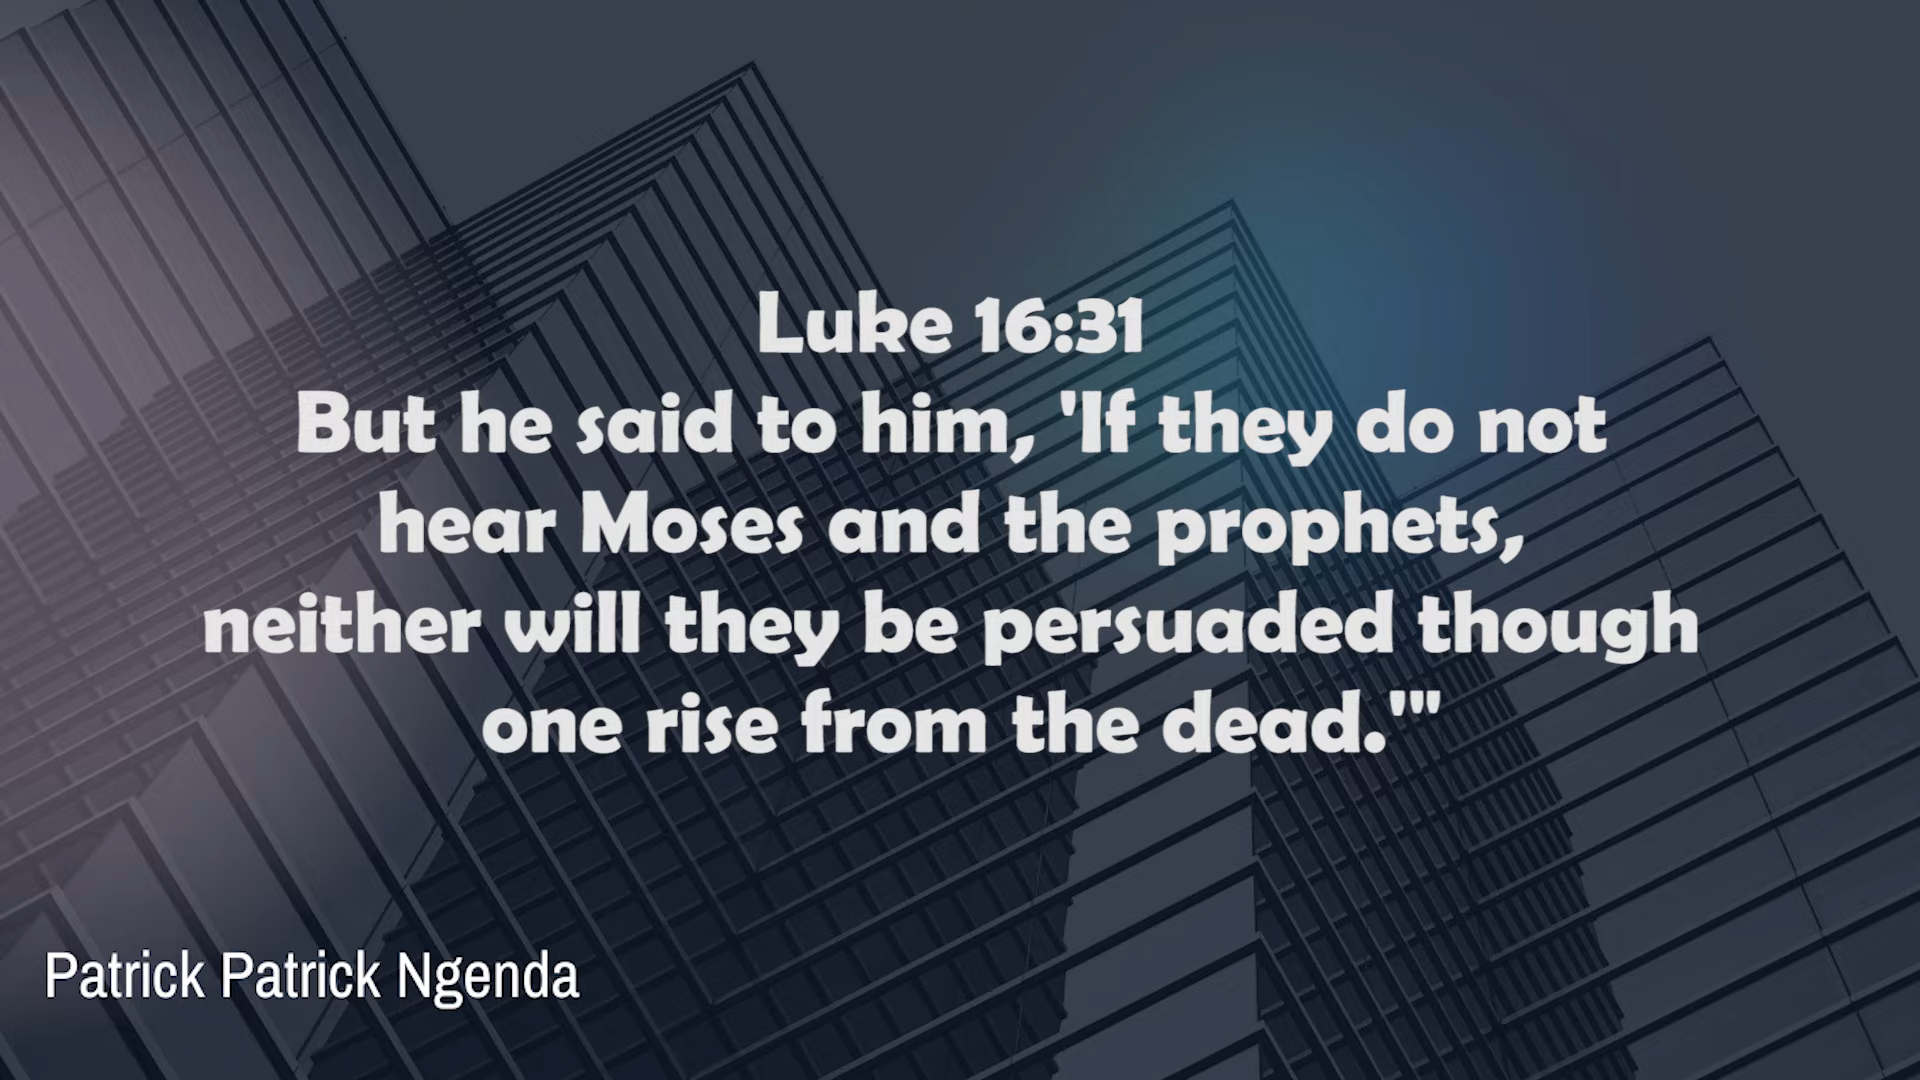 Luke 16:31
But he said to him, 'If they do not
hear Moses and the prophets,
neither will they be persuaded though
one rise from the dead.'"
Patrick Patrick Ngenda